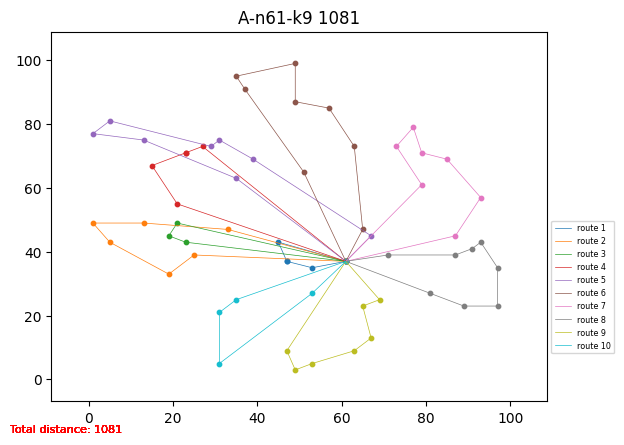 A-n61-k9 1081
100
80
60
40
20
0
0 20 40 60 80 100
route 1
route 2
route 3
route 4
route 5
route 6
route 7
route 8
route 9
route 10
Total distance: 1081